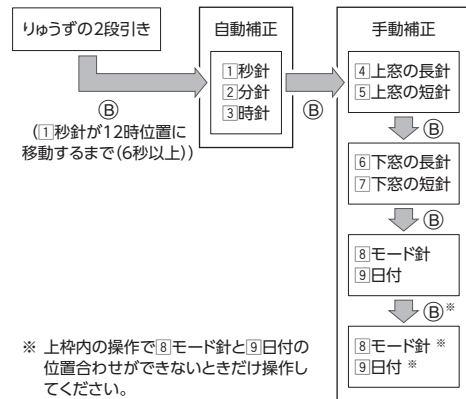 りゅうずの2段引き
Ⓑ
(1秒針が12時位置に
移動するまで(6秒以上))
自動補正
1秒針
2分針
3時針
Ⓑ
手動補正
4上窓の長針
5上窓の短針
Ⓑ
6下窓の長針
7下窓の短針
Ⓑ
8モード針
9日付
Ⓑ※
8モード針 ※
9日付 ※
※ 上枠内の操作で8モード針と9日付の
位置合わせができないときだけ操作し
てください。